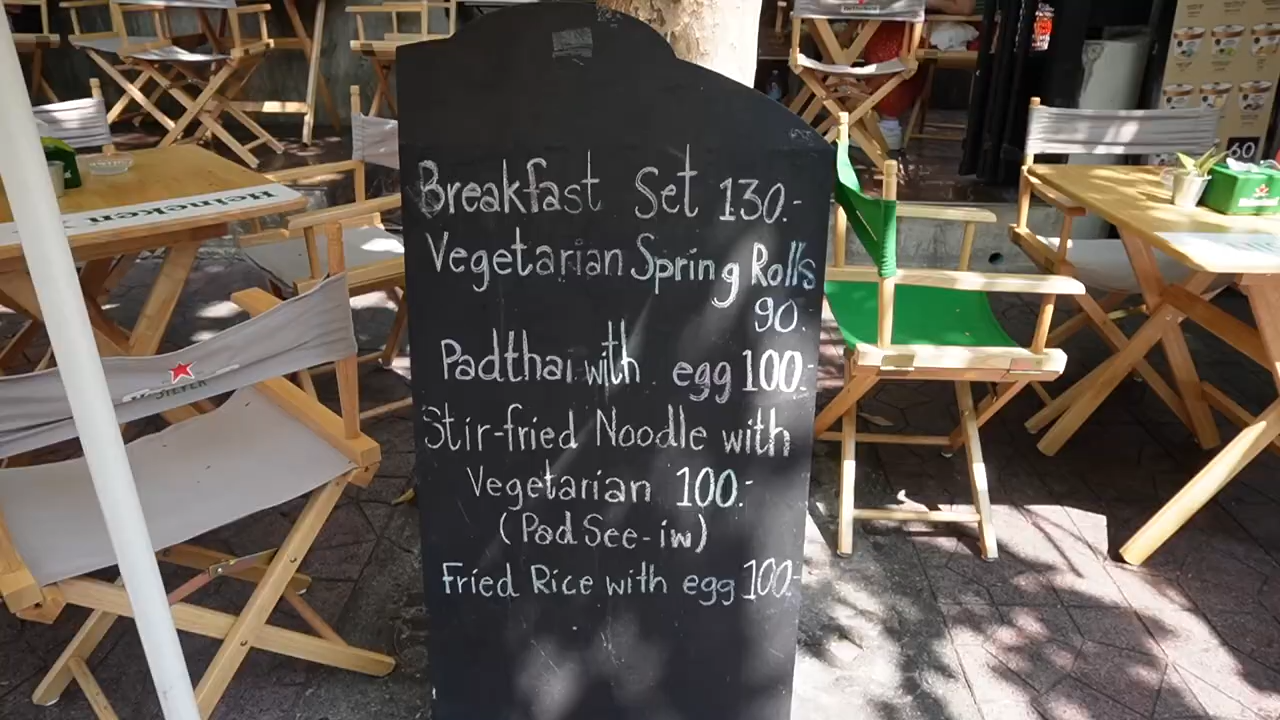 Breakfast Set 130.-
Vegetarian Spring Rolls
90.
Padthai with egg 100.-
Stir-fried Noodle with
Vegetarian 100.-
(Pad See-iw)
Fried Rice with egg 100.-
Heineken
60